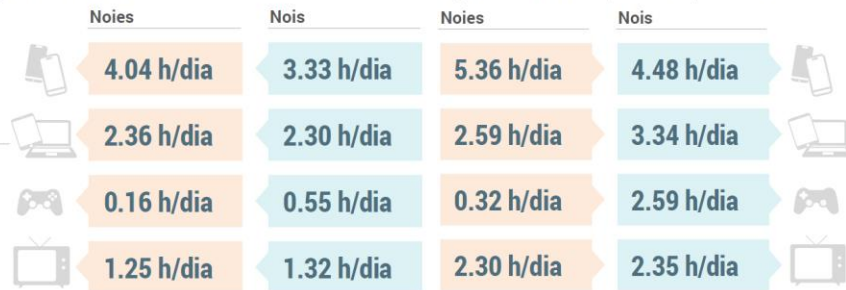 Noies Nois Noies Nois
4.04 h/dia 3.33 h/dia 5.36 h/dia 4.48 h/dia
2.36 h/dia 2.30 h/dia 2.59 h/dia 3.34 h/dia
0.16 h/dia 0.55 h/dia 0.32 h/dia 2.59 h/dia
1.25 h/dia 1.32 h/dia 2.30 h/dia 2.35 h/dia